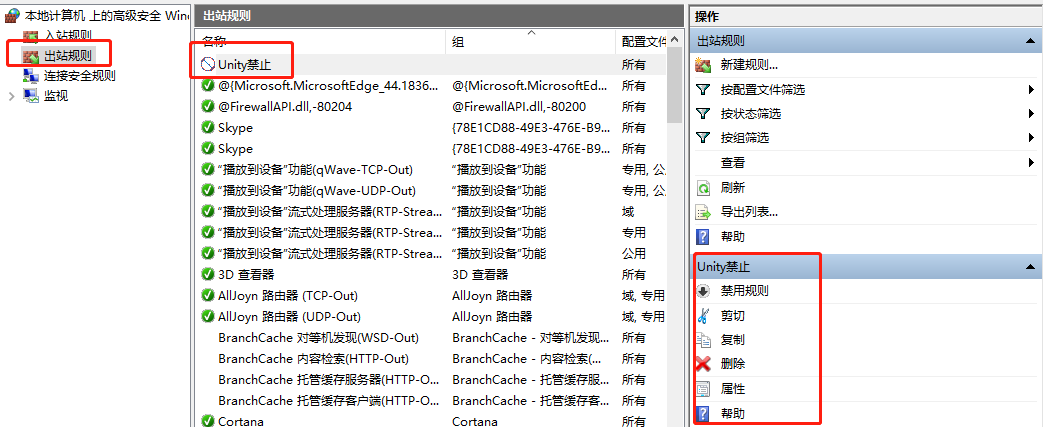 本地计算机 上的高级安全 Win
入站规则
出站规则
连接安全规则
监视
出站规则
名称 组 配置文件
Unity禁止 所有
@{Microsoft.MicrosoftEdge_44.1836... @{Microsoft.MicrosoftEd... 所有
@FirewallAPI.dll,-80204 @FirewallAPI.dll,-80200 所有
Skype {78E1CD88-49E3-476E-B9... 所有
Skype {78E1CD88-49E3-476E-B9... 所有
“播放到设备”功能(qWave-TCP-Out) “播放到设备”功能 专用, 公
“播放到设备”功能(qWave-UDP-Out) “播放到设备”功能 专用, 公
“播放到设备”流式处理服务器(RTP-Strea... “播放到设备”功能 域
“播放到设备”流式处理服务器(RTP-Strea... “播放到设备”功能 专用
“播放到设备”流式处理服务器(RTP-Strea... “播放到设备”功能 公用
3D 查看器 3D 查看器 所有
AllJoyn 路由器 (TCP-Out) AllJoyn 路由器 域, 专用
AllJoyn 路由器 (UDP-Out) AllJoyn 路由器 域, 专用
BranchCache 对等机发现(WSD-Out) BranchCache - 对等机发现... 所有
BranchCache 内容检索(HTTP-Out) BranchCache - 内容检索(... 所有
BranchCache 托管缓存服务器(HTTP-O... BranchCache - 托管缓存服... 所有
BranchCache 托管缓存客户端(HTTP-O... BranchCache - 托管缓存客... 所有
Cortana Cortana 所有
操作
出站规则
新建规则...
按配置文件筛选
按状态筛选
按组筛选
查看
刷新
导出列表...
帮助
Unity禁止
禁用规则
剪切
复制
删除
属性
帮助